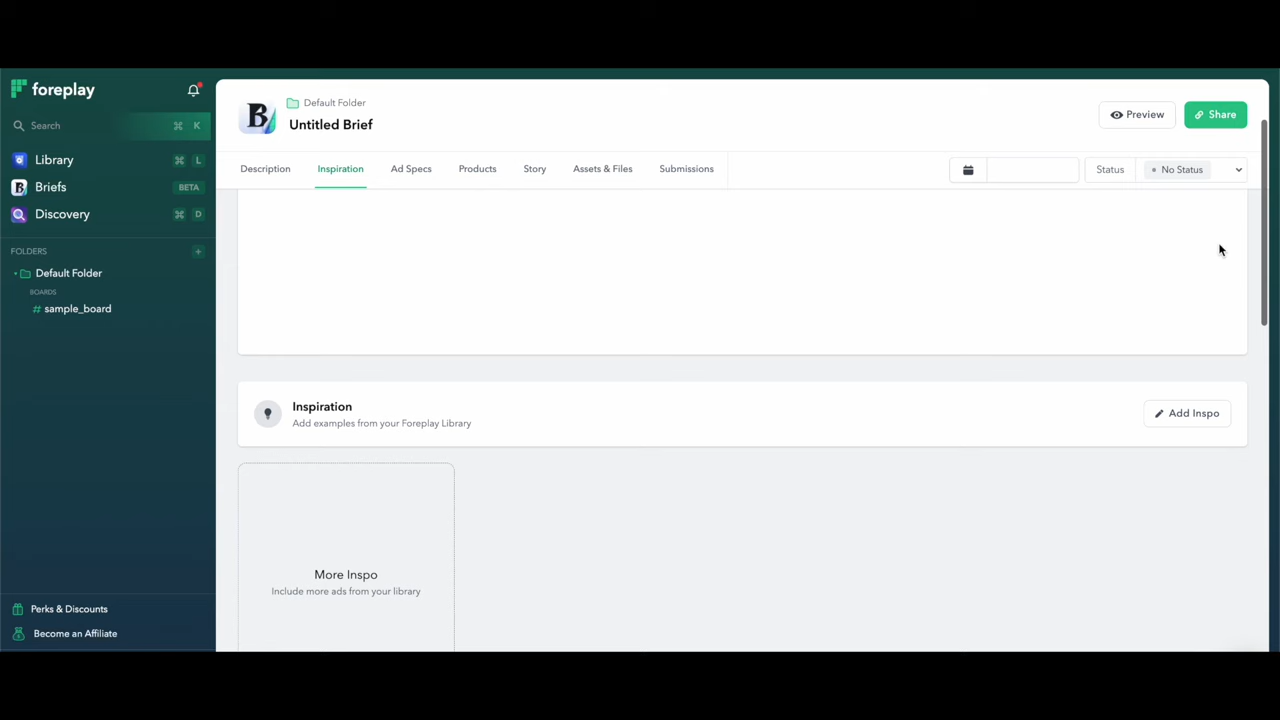 foreplay
Search ⌘ K
Library ⌘ L
Briefs BETA
Discovery ⌘ D
FOLDERS +
Default Folder
BOARDS
# sample_board
Perks & Discounts
Become an Affiliate
B
Default Folder
Untitled Brief
Preview
Share
Description Inspiration Ad Specs Products Story Assets & Files Submissions
Status No Status
Inspiration
Add examples from your Foreplay Library
Add Inspo
More Inspo
Include more ads from your library